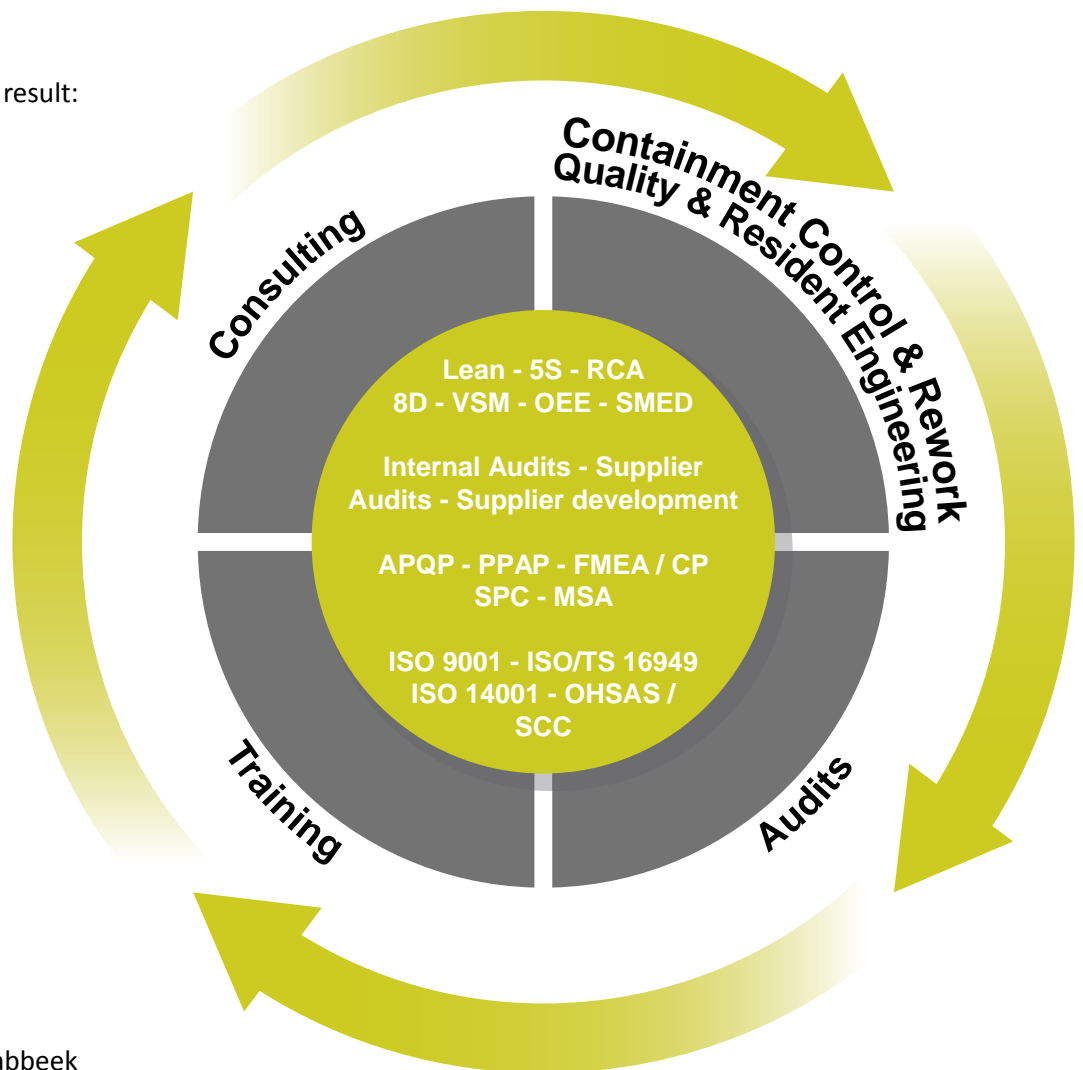 result:
Consulting
Containment Control & Rework
Quality & Resident Engineering
Lean - 5S - RCA
8D - VSM - OEE - SMED
Internal Audits - Supplier
Audits - Supplier development
APQP - PPAP - FMEA / CP
SPC - MSA
ISO 9001 - ISO/TS 16949
ISO 14001 - OHSAS /
SCC
Training
Audits
abbeek